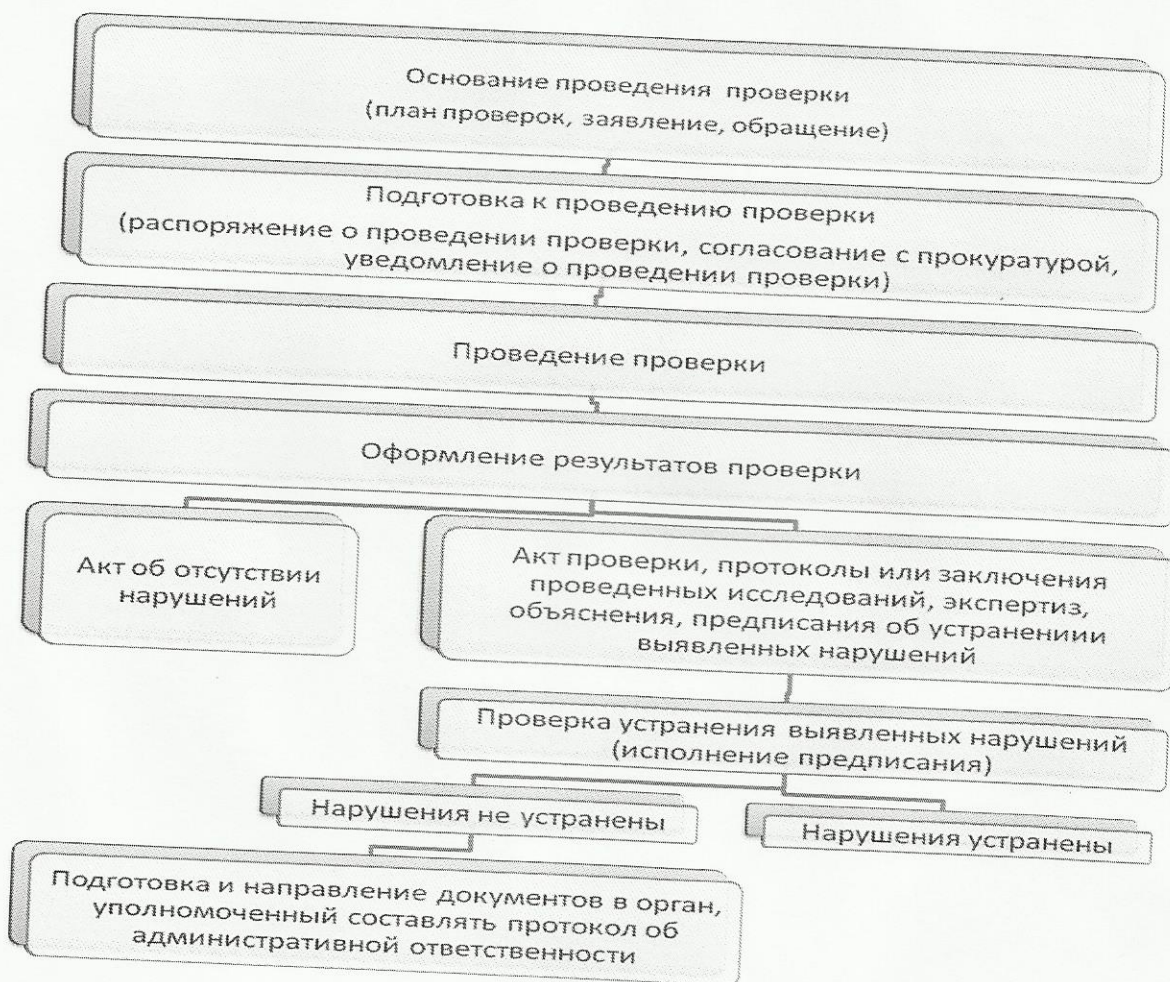 Основание проведения проверки
(план проверок, заявление, обращение)
Подготовка к проведению проверки
(распоряжение о проведении проверки, согласование с прокуратурой,
уведомление о проведении проверки)
Проведение проверки
Оформление результатов проверки
Акт об отсутствии
нарушений
Акт проверки, протоколы или заключения
проведенных исследований, экспертиз,
объяснения, предписания об устранениии
выявленных нарушений
Проверка устранения выявленных нарушений
(исполнение предписания)
Нарушения не устранены
Нарушения устранены
Подготовка и направление документов в орган,
уполномоченный составлять протокол об
административной ответственности